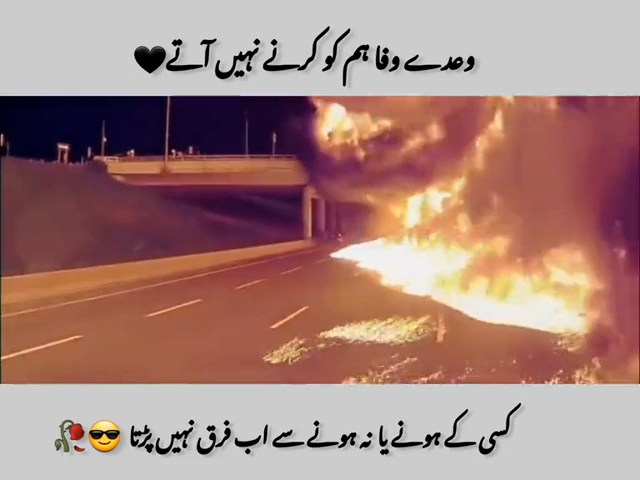 وعدے وفا ہم کو کرنے نہیں آتے🖤
کسی کے ہونے یا نہ ہونے سے اب فرق نہیں پڑتا 😎🥀